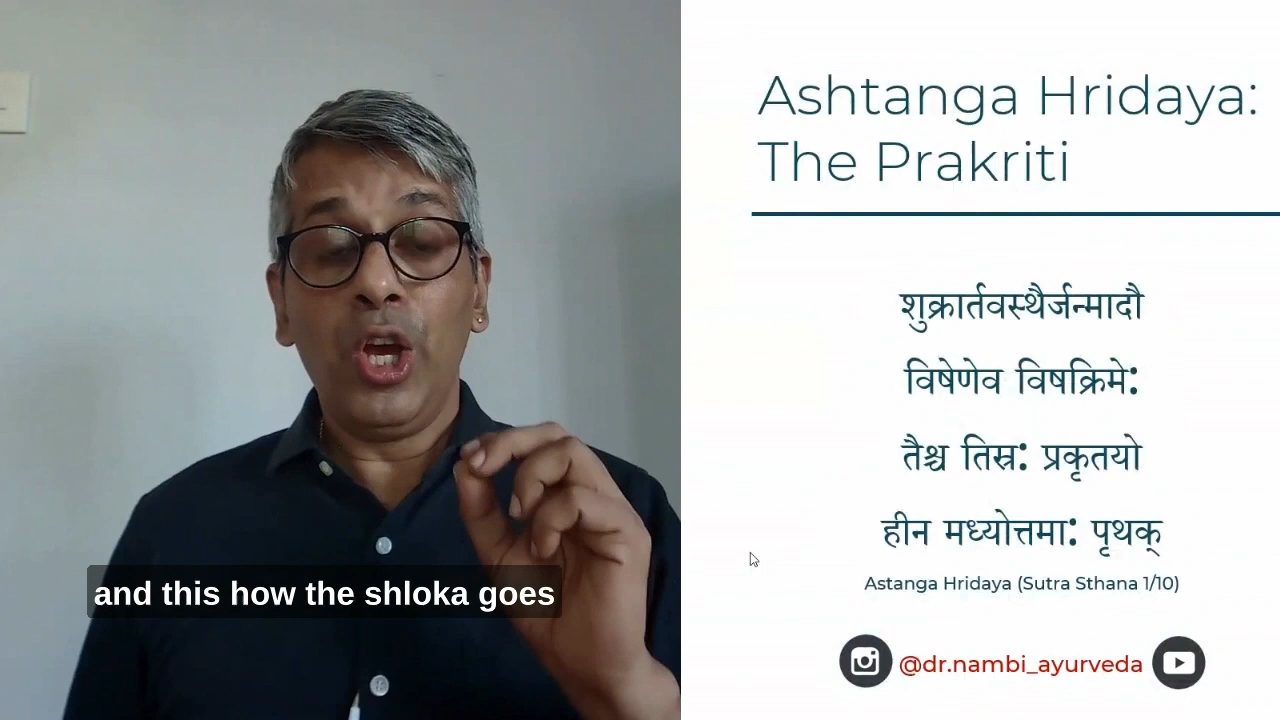 Ashtanga Hridaya:
The Prakriti
शुक्रार्तवस्थैर्जन्मादौ
विषेणेव विषक्रिमे:
तैश्च तिस्र: प्रकृतयो
हीन मध्योत्तमा: पृथक्
Astanga Hridaya (Sutra Sthana 1/10)
@dr.nambi_ayurveda
and this how the shloka goes